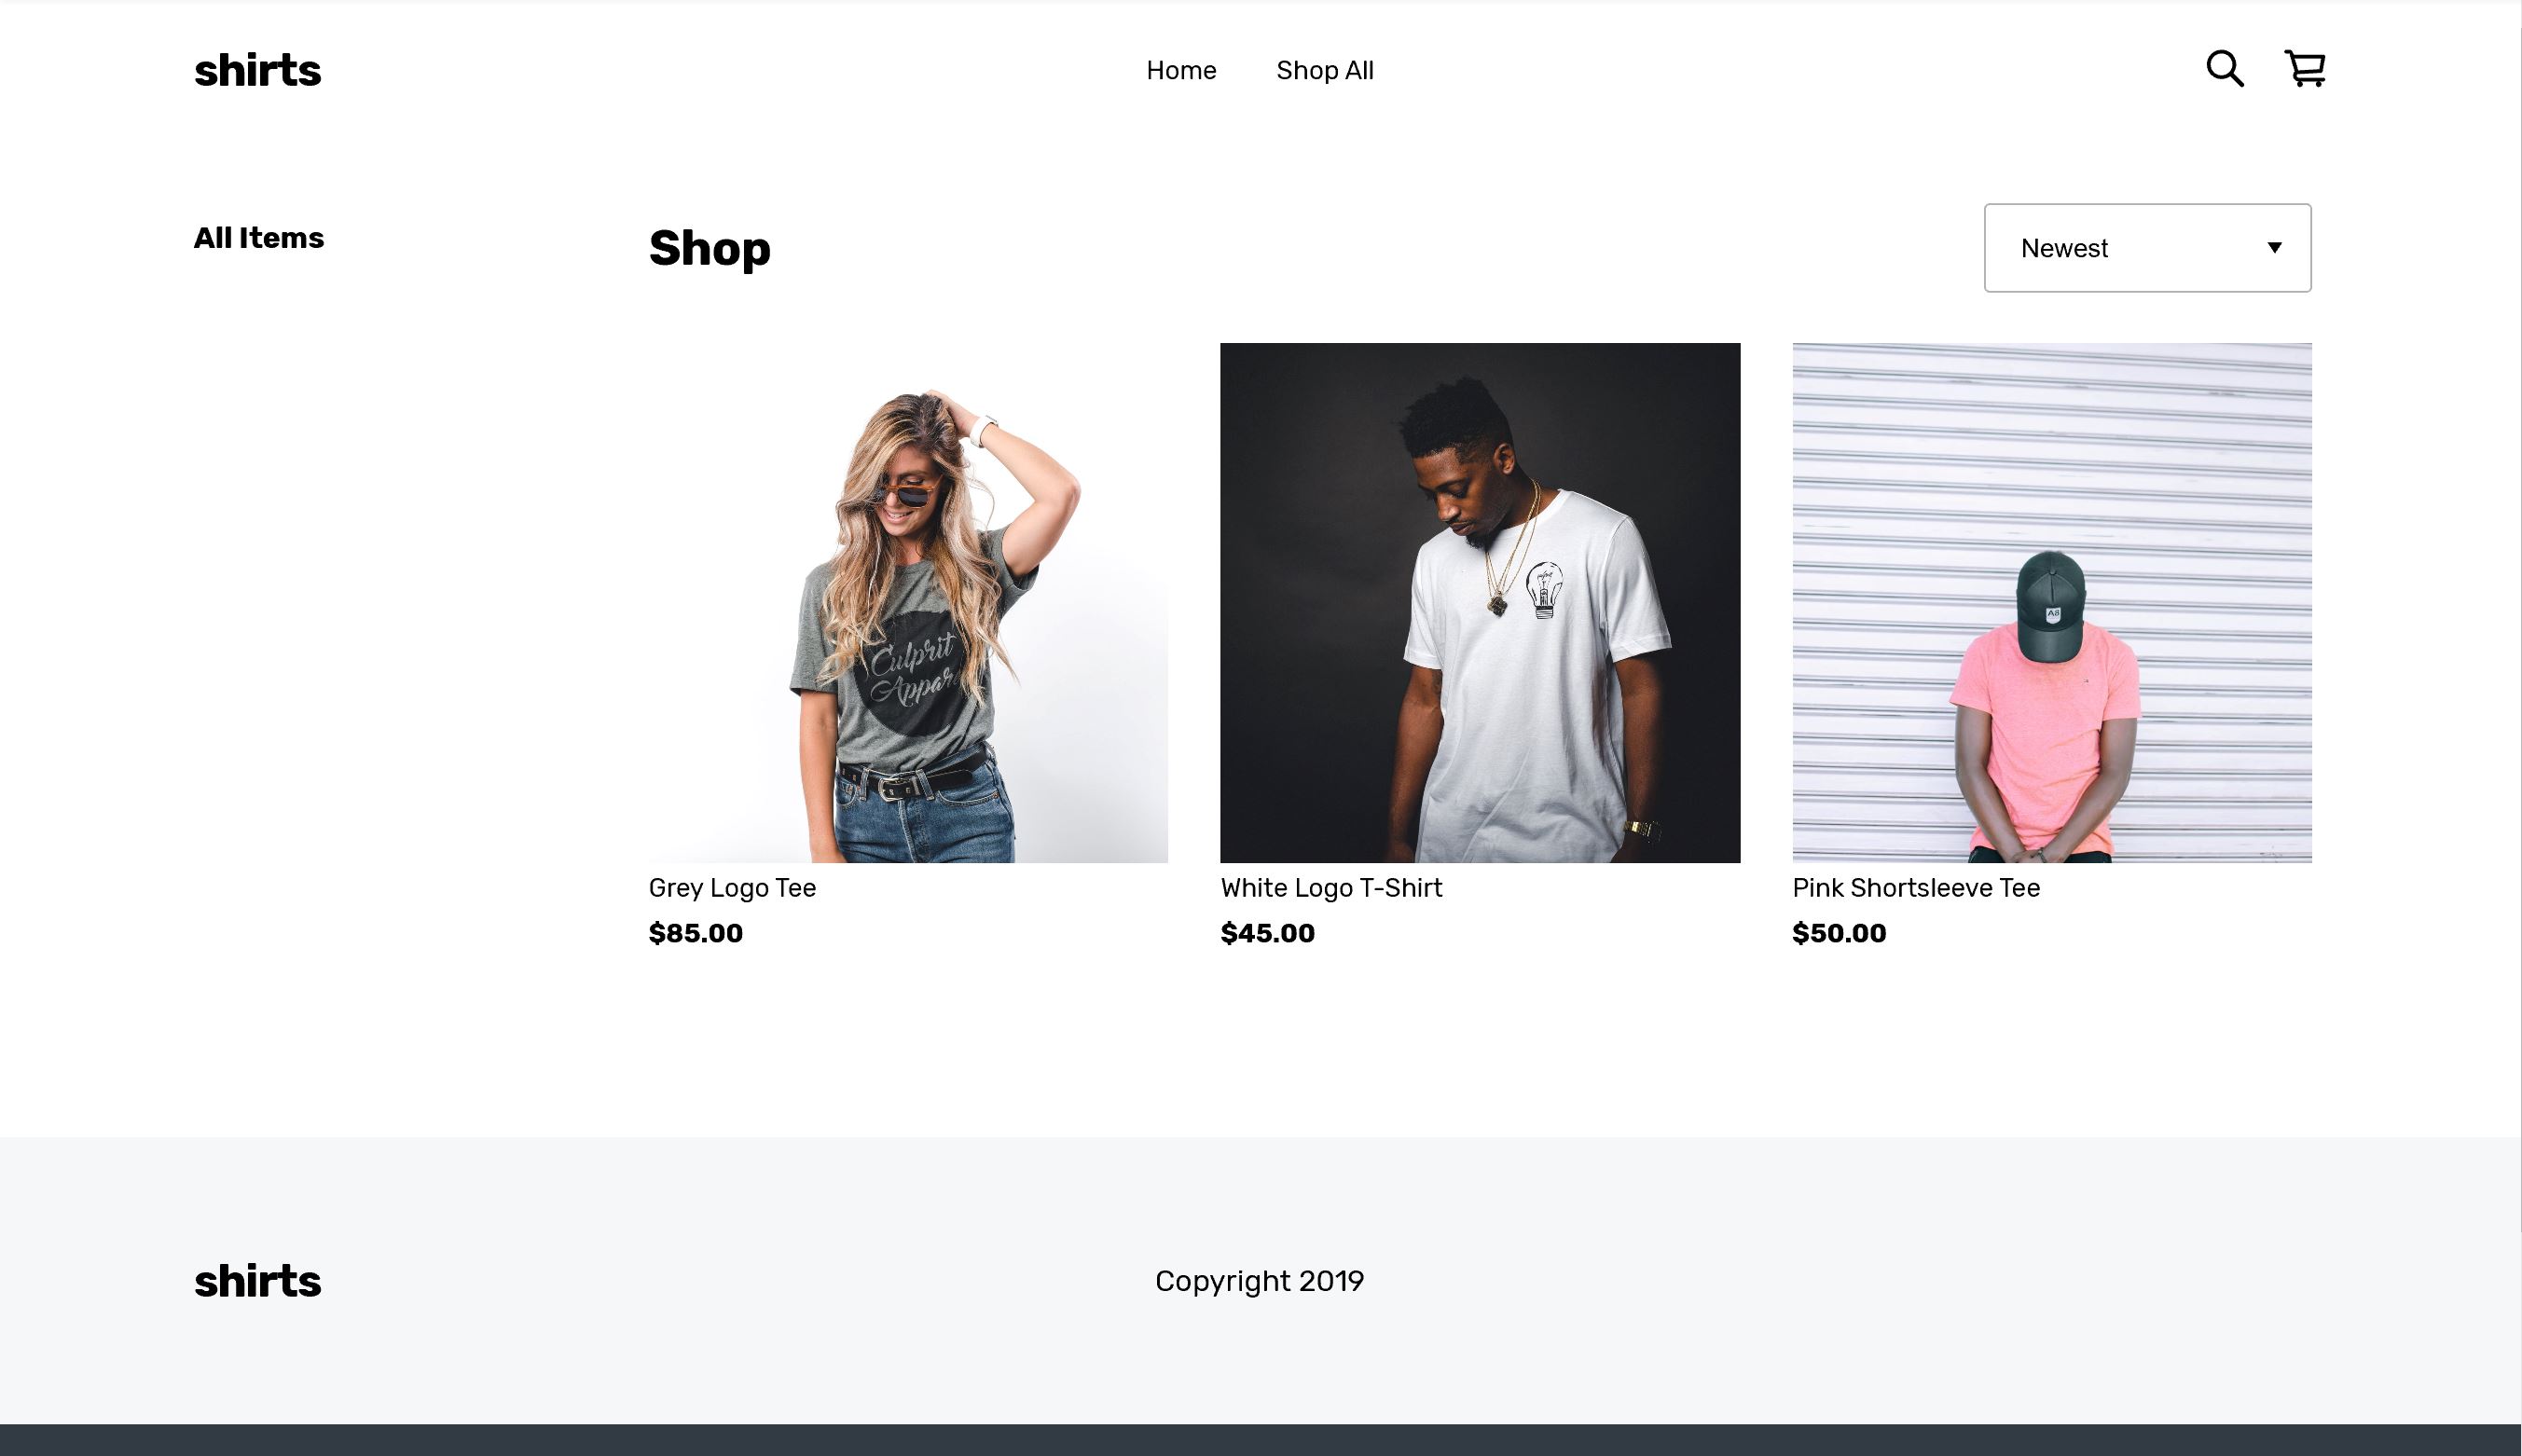 shirts
Home
Shop All
All Items
Shop
Newest
Culprit
A8
Grey Logo Tee
$85.00
White Logo T-Shirt
$45.00
Pink Shortsleeve Tee
$50.00
shirts
Copyright 2019